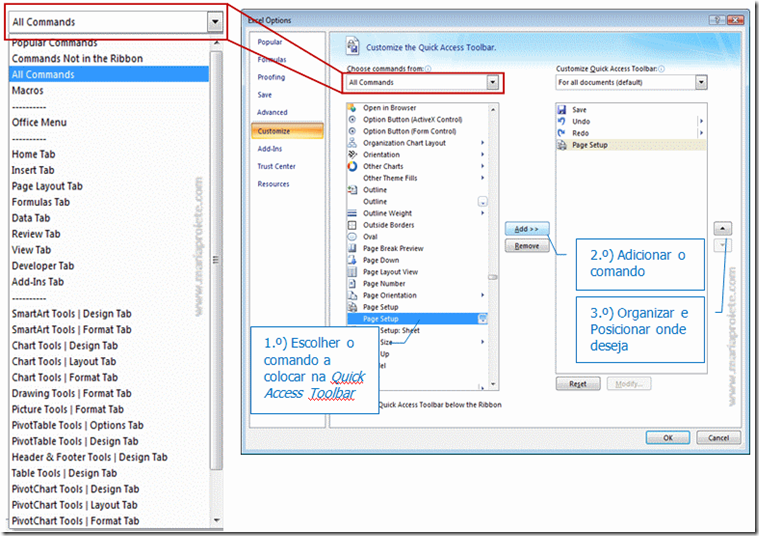 All Commands
Popular Commands
Commands Not in the Ribbon
All Commands
Macros
----------
Office Menu
----------
Home Tab
Insert Tab
Page Layout Tab
Formulas Tab
Data Tab
Review Tab
View Tab
Developer Tab
Add-Ins Tab
----------
SmartArt Tools | Design Tab
SmartArt Tools | Format Tab
Chart Tools | Design Tab
Chart Tools | Layout Tab
Chart Tools | Format Tab
Drawing Tools | Format Tab
Picture Tools | Format Tab
PivotTable Tools | Options Tab
PivotTable Tools | Design Tab
Header & Footer Tools | Design Tab
Table Tools | Design Tab
PivotChart Tools | Design Tab
PivotChart Tools | Layout Tab
PivotChart Tools | Format Tab
www.mariaprolete.com
Excel Options
Popular
Formulas
Proofing
Save
Advanced
Customize
Add-Ins
Trust Center
Resources
Customize the Quick Access Toolbar.
Choose commands from:
All Commands
Open in Browser
Option Button (ActiveX Control)
Option Button (Form Control)
Organization Chart Layout
Orientation
Other Charts
Other Theme Fills
Outline
Outline
Outline Weight
Outside Borders
Oval
Page Break Preview
Page Down
Page Layout View
Page Number
Page Orientation
Page Setup
Page Setup
Setup: Sheet
Size
Up
Quick Access Toolbar below the Ribbon
1.º) Escolher o
comando a
colocar na Quick
Access Toolbar
Add >>
Remove
Customize Quick Access Toolbar:
For all documents (default)
Save
Undo
Redo
Page Setup
2.º) Adicionar o
comando
3.º) Organizar e
Posicionar onde
deseja
Reset
Modify...
www.mariaprolete.com
OK
Cancel